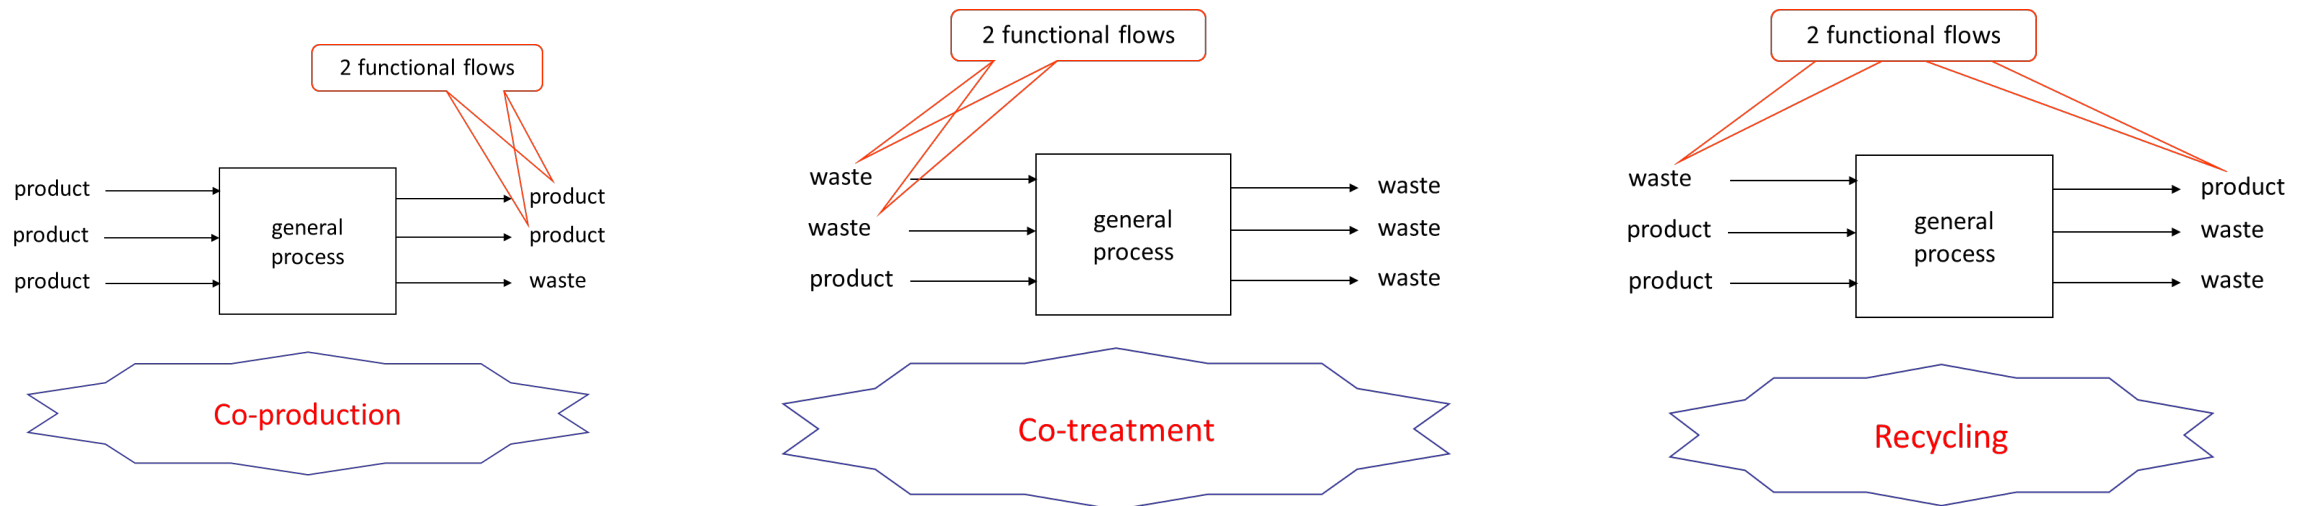 2 functional flows
product
product
product
general
process
product
product
waste
Co-production
2 functional flows
waste
waste
product
general
process
waste
waste
waste
Co-treatment
2 functional flows
waste
product
product
general
process
product
waste
waste
Recycling